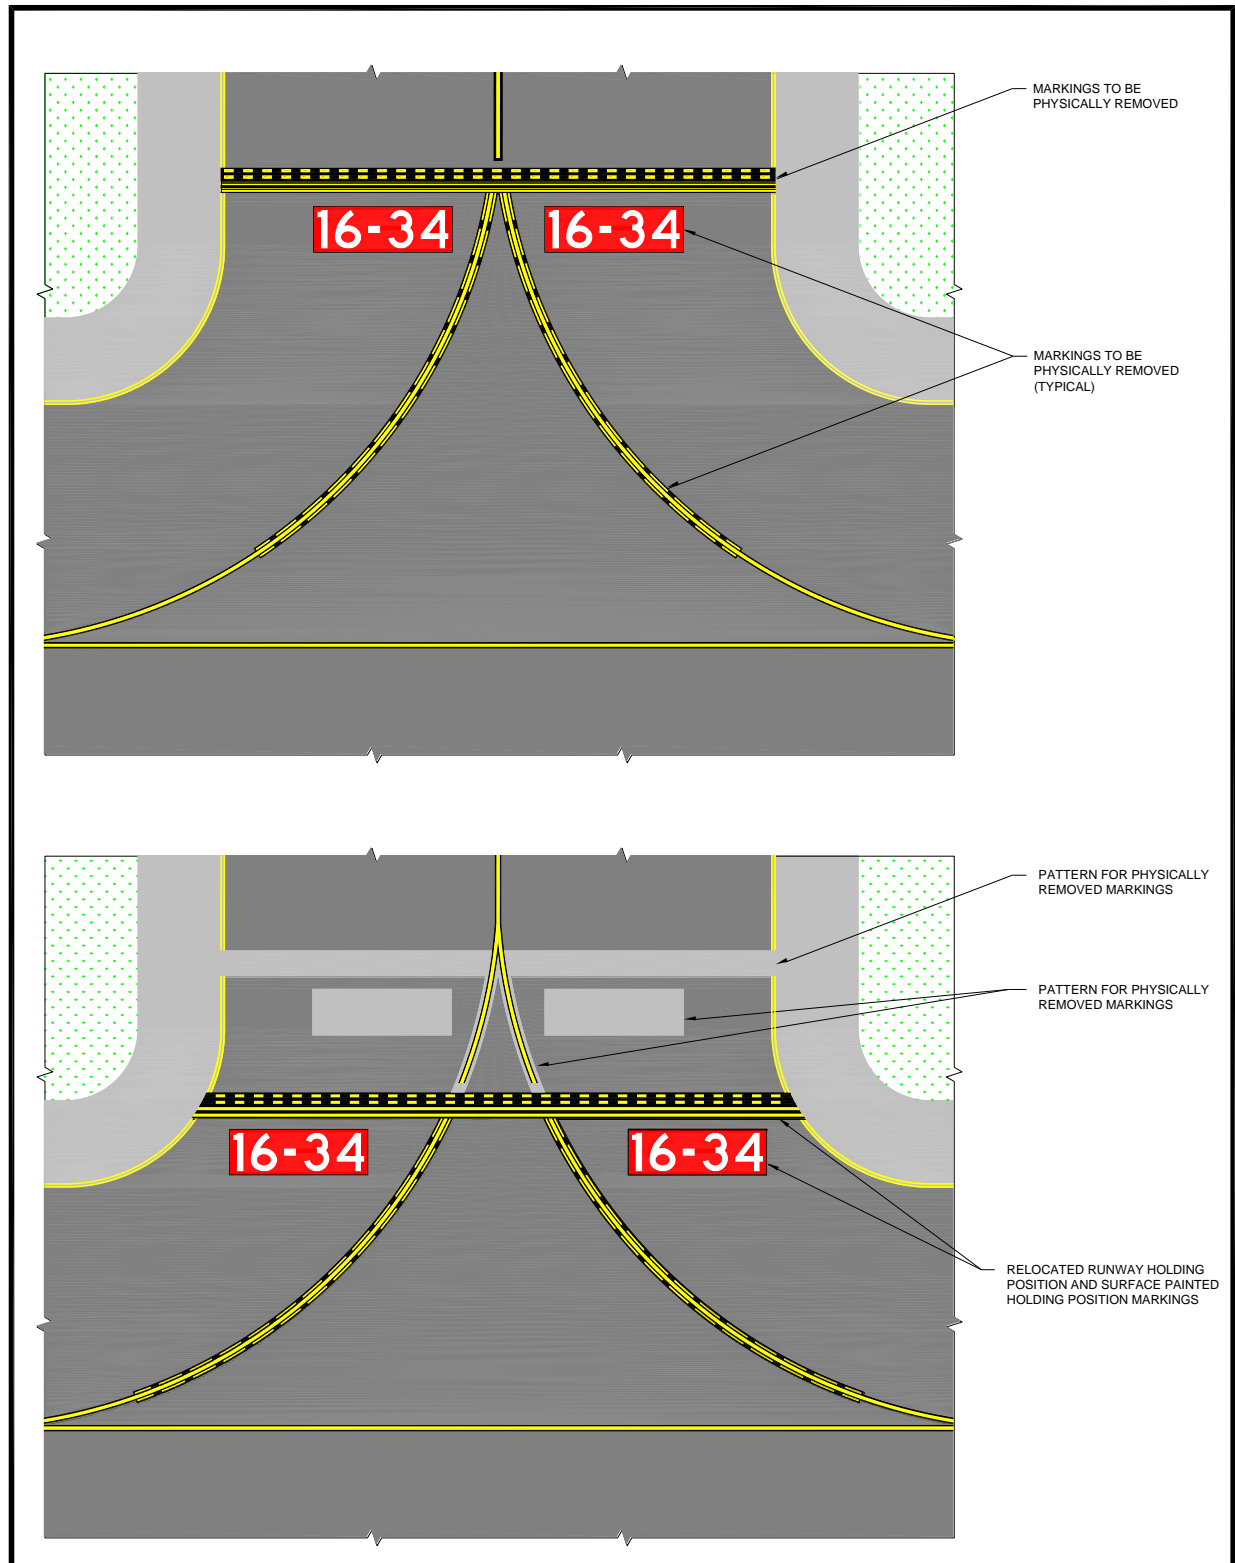 MARKINGS TO BE
PHYSICALLY REMOVED
16-34 16-34
MARKINGS TO BE
PHYSICALLY REMOVED
(TYPICAL)
PATTERN FOR PHYSICALLY
REMOVED MARKINGS
PATTERN FOR PHYSICALLY
REMOVED MARKINGS
16-34 16-34
RELOCATED RUNWAY HOLDING
POSITION AND SURFACE PAINTED
HOLDING POSITION MARKINGS